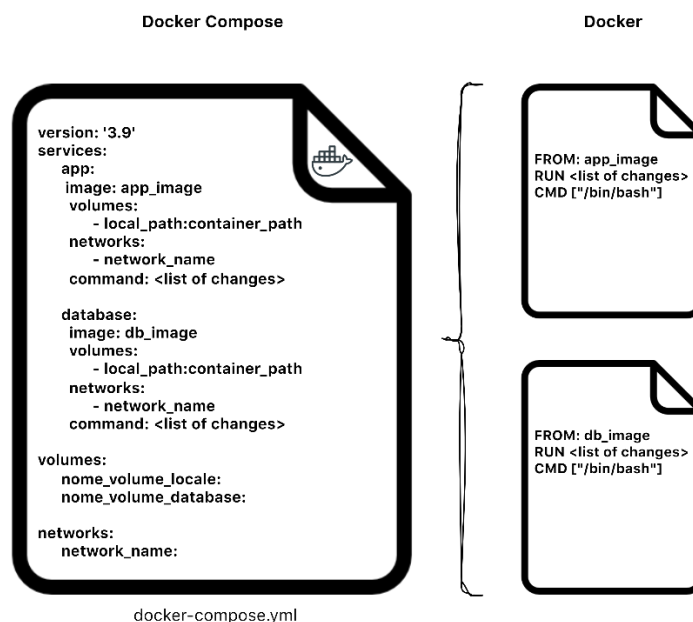 Docker Compose
version: '3.9'
services:
app:
image: app_image
volumes:
- local_path:container_path
networks:
- network_name
command: <list of changes>
database:
image: db_image
volumes:
- local_path:container_path
networks:
- network_name
command: <list of changes>
volumes:
nome_volume_locale:
nome_volume_database:
networks:
network_name:
docker-compose.yml
Docker
FROM: app_image
RUN <list of changes>
CMD ["/bin/bash"]
FROM: db_image
RUN <list of changes>
CMD ["/bin/bash"]